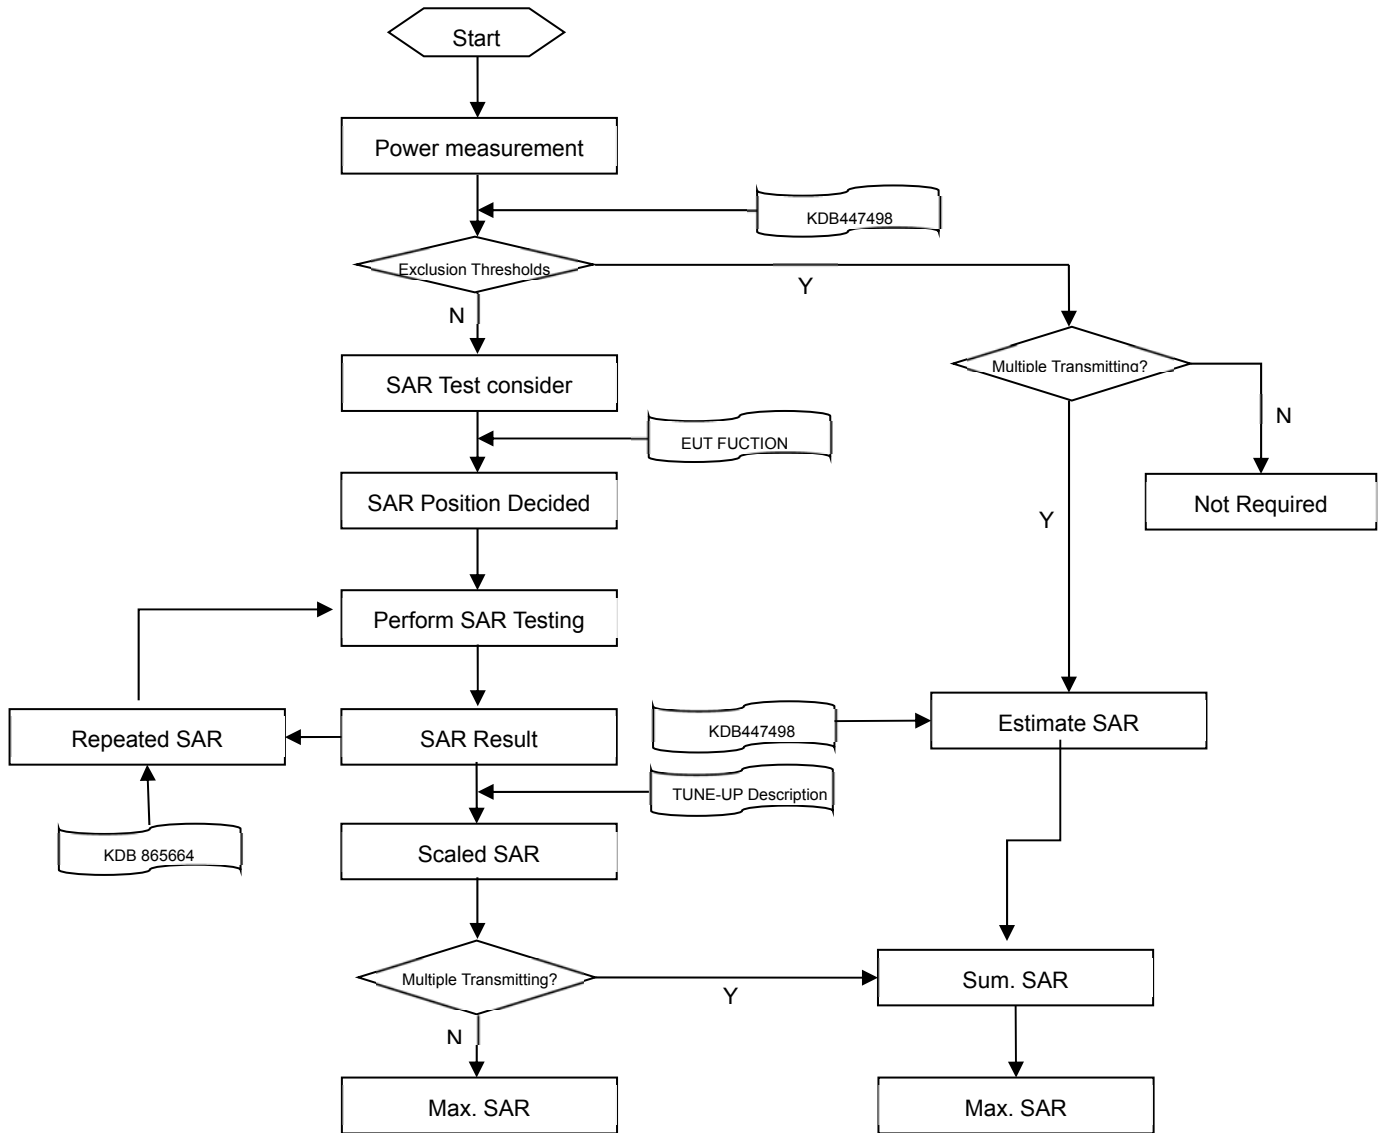 Start
Power measurement
KDB447498
Exclusion Thresholds
Y
N
Multiple Transmitting?
SAR Test consider
N
EUT FUCTION
SAR Position Decided
Not Required
Y
Perform SAR Testing
Repeated SAR
SAR Result
KDB447498
Estimate SAR
TUNE-UP Description
KDB 865664
Scaled SAR
Multiple Transmitting?
Y
Sum. SAR
N
Max. SAR
Max. SAR